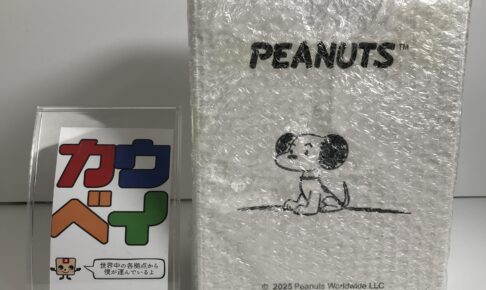 カウ
ベイ
世界中の各拠点から
僕が運んでいるよ
PEANUTS™
© 2025 Peanuts Worldwide LLC